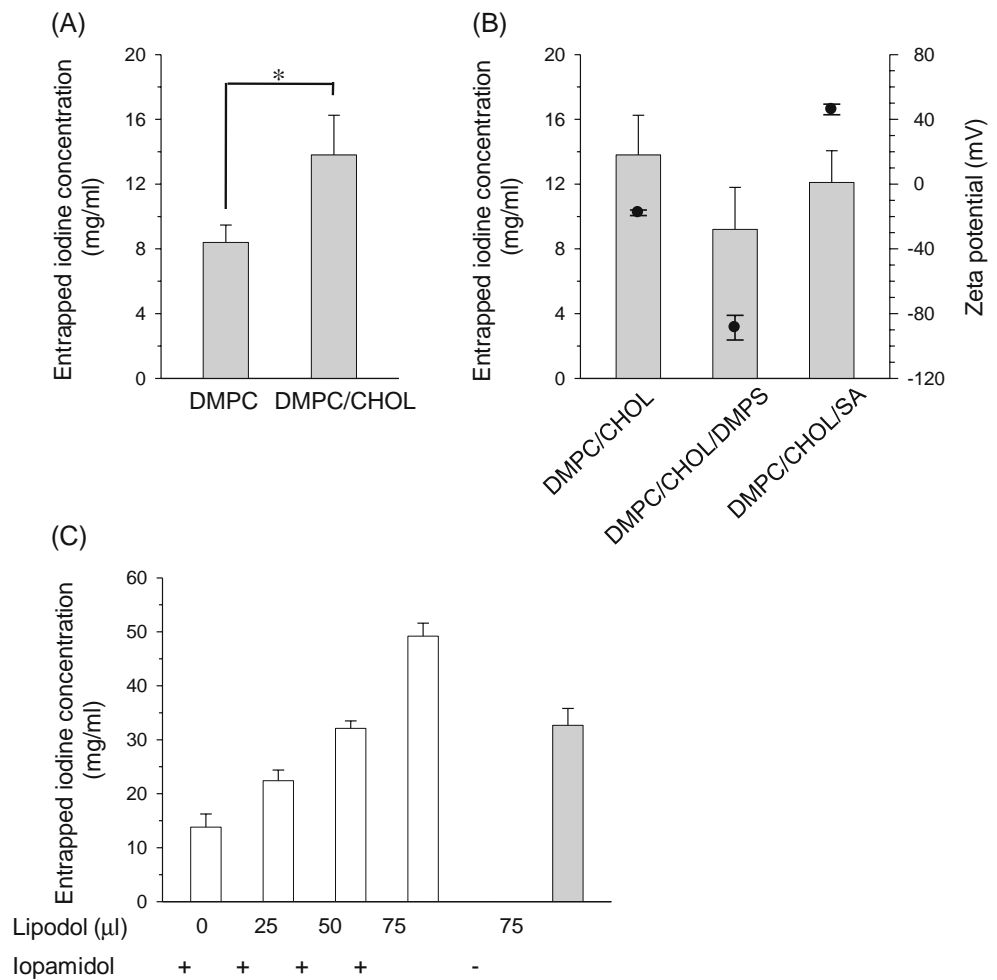 (A)
Entrapped iodine concentration
(mg/ml)
20
16
12
8
4
0
*
DMPC DMPC/CHOL
(B)
Entrapped iodine concentration
(mg/ml)
20
16
12
8
4
0
80
40
0
-40
-80
-120
Zeta potential (mV)
DMPC/CHOL
DMPC/CHOL/DMPS
DMPC/CHOL/SA
(C)
Entrapped iodine concentration
(mg/ml)
60
50
40
30
20
10
0
Lipodol (µl) 0 25 50 75 75
Iopamidol + + + + -